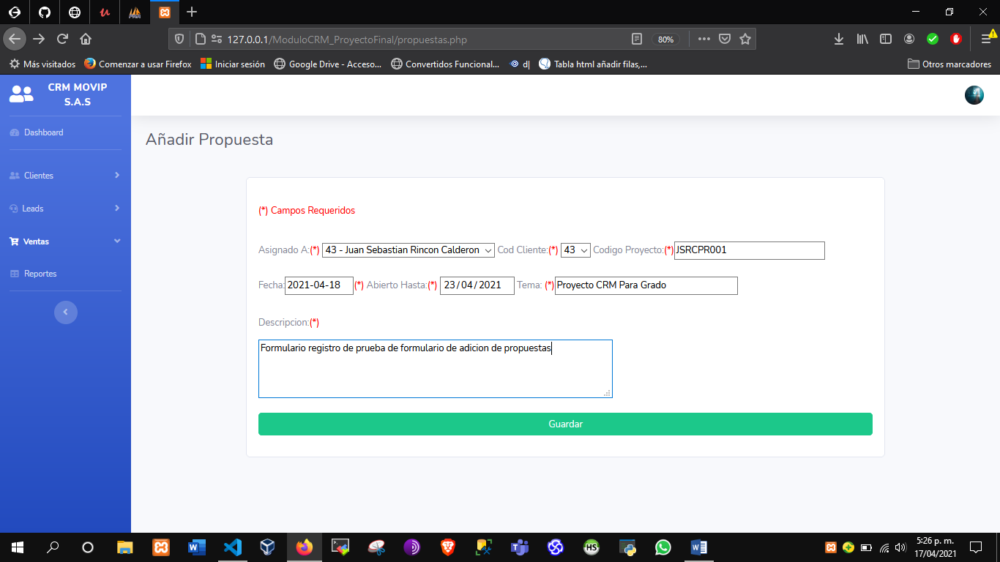 127.0.0.1/ModuloCRM_ProyectoFinal/propuestas.php
80%
Más visitados
Comenzar a usar Firefox
Iniciar sesión
Google Drive - Acceso...
Convertidos Funcional...
d|
Tabla html añadir filas,...
Otros marcadores
CRM MOVIP
S.A.S
Dashboard
Clientes
Leads
Ventas
Reportes
Añadir Propuesta
(*) Campos Requeridos
Asignado A:(*) 43 - Juan Sebastian Rincon Calderon Cod Cliente:(*) 43 Codigo Proyecto:(*) JSRCPR001
Fecha: 2021-04-18 (*) Abierto Hasta:(*) 23/04/2021 Tema: (*) Proyecto CRM Para Grado
Descripcion:(*)
Formulario registro de prueba de formulario de adicion de propuestas
Guardar
5:26 p. m.
17/04/2021